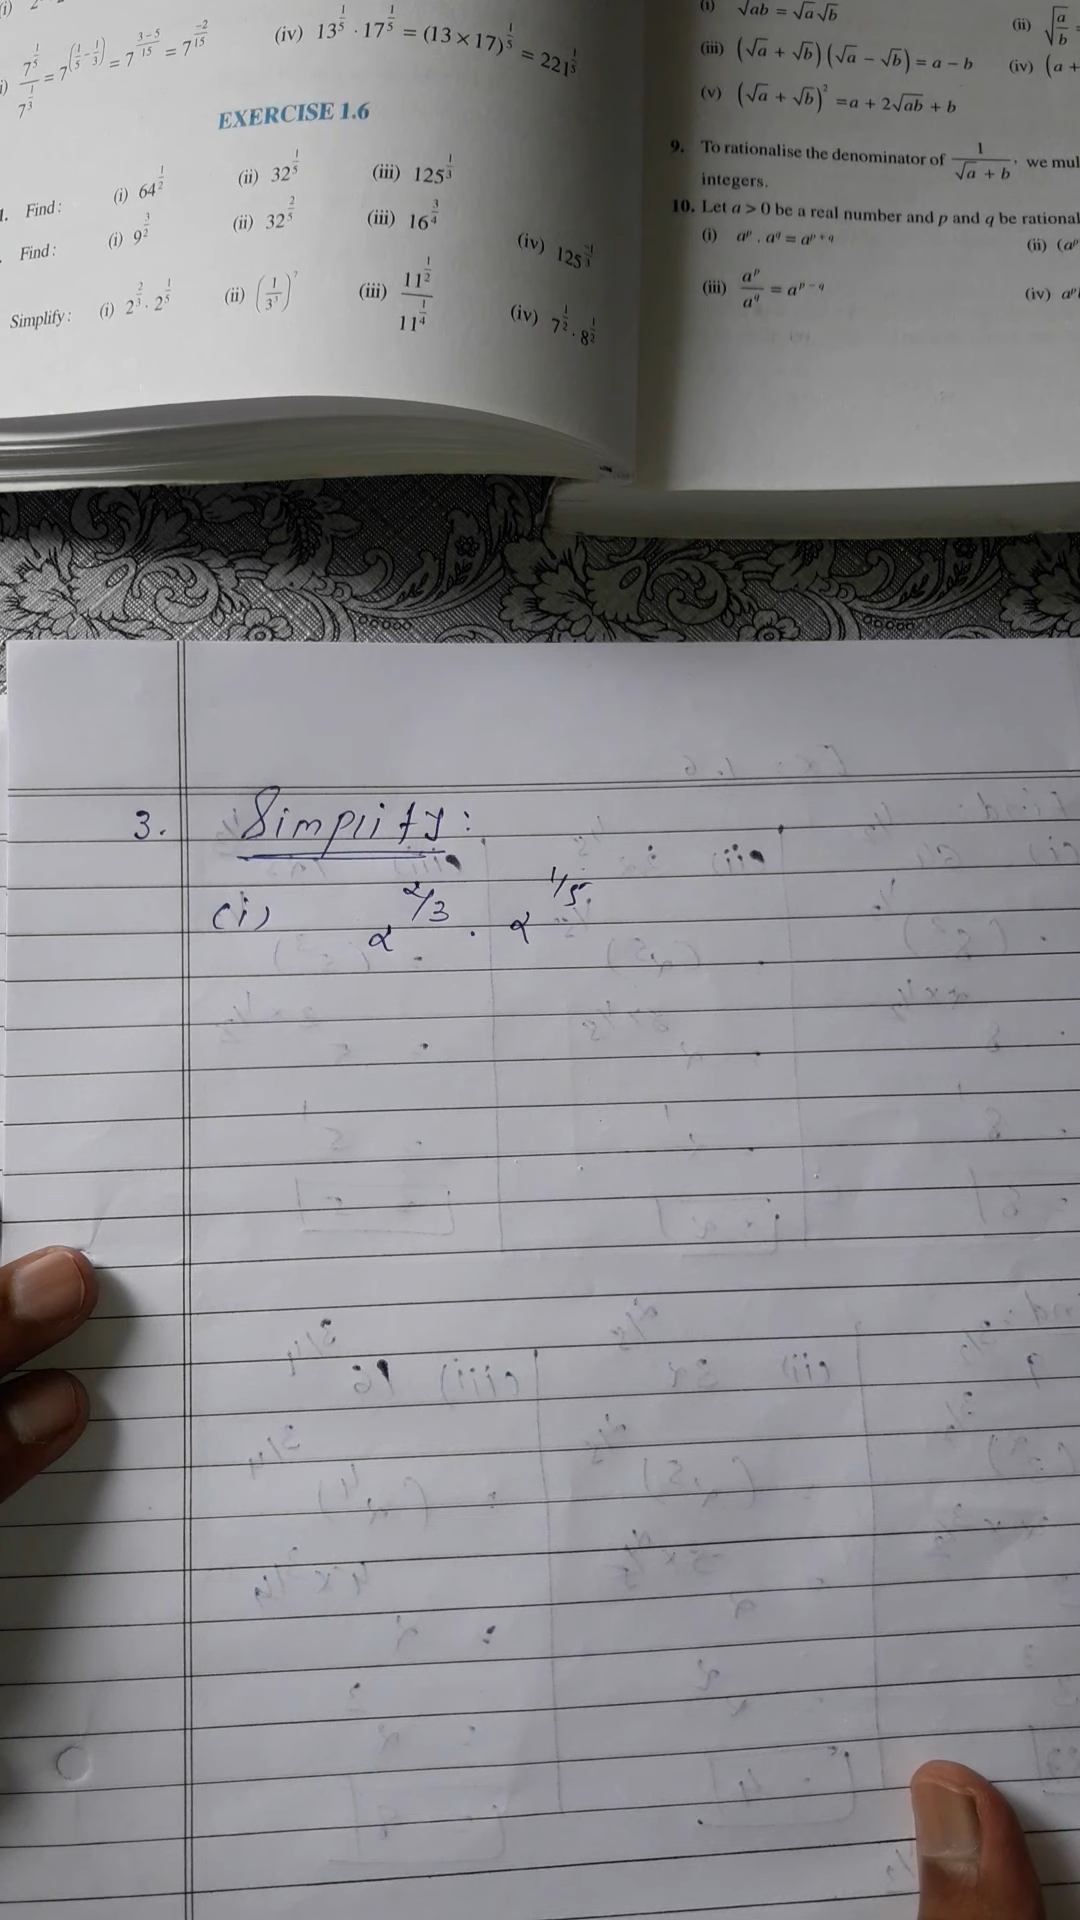 7^(1/5) / 7^(1/3) = 7^(1/5 - 1/3) = 7^((3-5)/15) = 7^(-2/15)
(iv) 13^(1/5) · 17^(1/5) = (13 × 17)^(1/5) = 221^(1/5)
EXERCISE 1.6
Find : (i) 64^(1/2) (ii) 32^(1/5) (iii) 125^(1/3)
Find : (i) 9^(3/2) (ii) 32^(2/5) (iii) 16^(3/4) (iv) 125^(-1/3)
Simplify : (i) 2^(2/3) · 2^(1/5) (ii) (1/3^3)^7 (iii) 11^(1/2) / 11^(1/4) (iv) 7^(1/2) · 8^(1/2)
(i) √ab = √a √b (ii) √(a/b)
(iii) (√a + √b) (√a − √b) = a − b (iv) (a +
(v) (√a + √b)² = a + 2√ab + b
9. To rationalise the denominator of 1/(√a + b), we mul
integers.
10. Let a > 0 be a real number and p and q be rational
(i) a^p . a^q = a^(p + q) (ii) (a^p
(iii) a^p / a^q = a^(p − q) (iv) a^p
3. Simplify :
(i) 2^(2/3) . 2^(1/5)